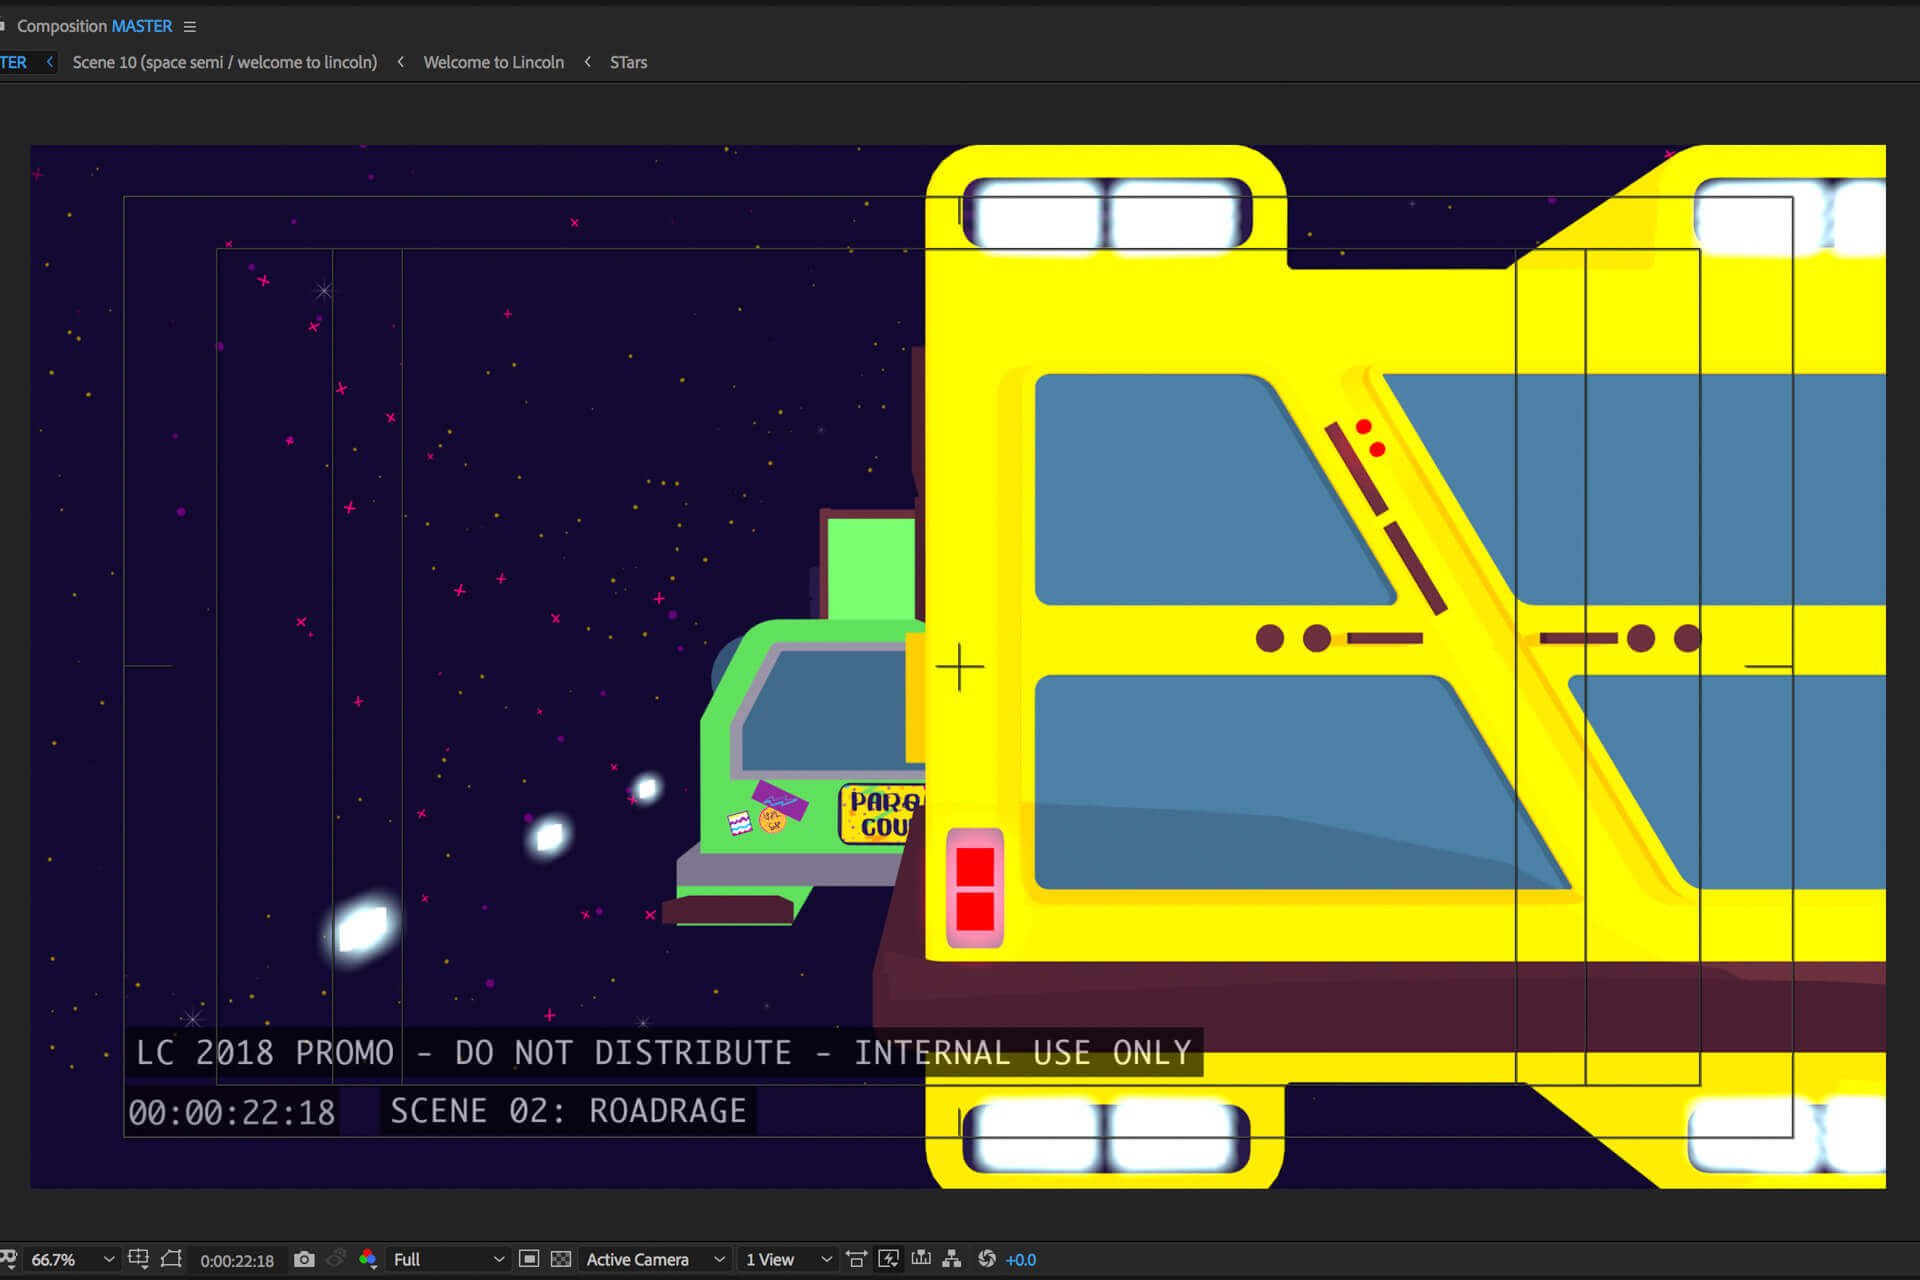 Composition MASTER
TER Scene 10 (space semi / welcome to lincoln) Welcome to Lincoln STars
COU
LC 2018 PROMO - DO NOT DISTRIBUTE - INTERNAL USE ONLY
00:00:22:18 SCENE 02: ROADRAGE
66.7% 0:00:22:18 Full Active Camera 1 View +0.0